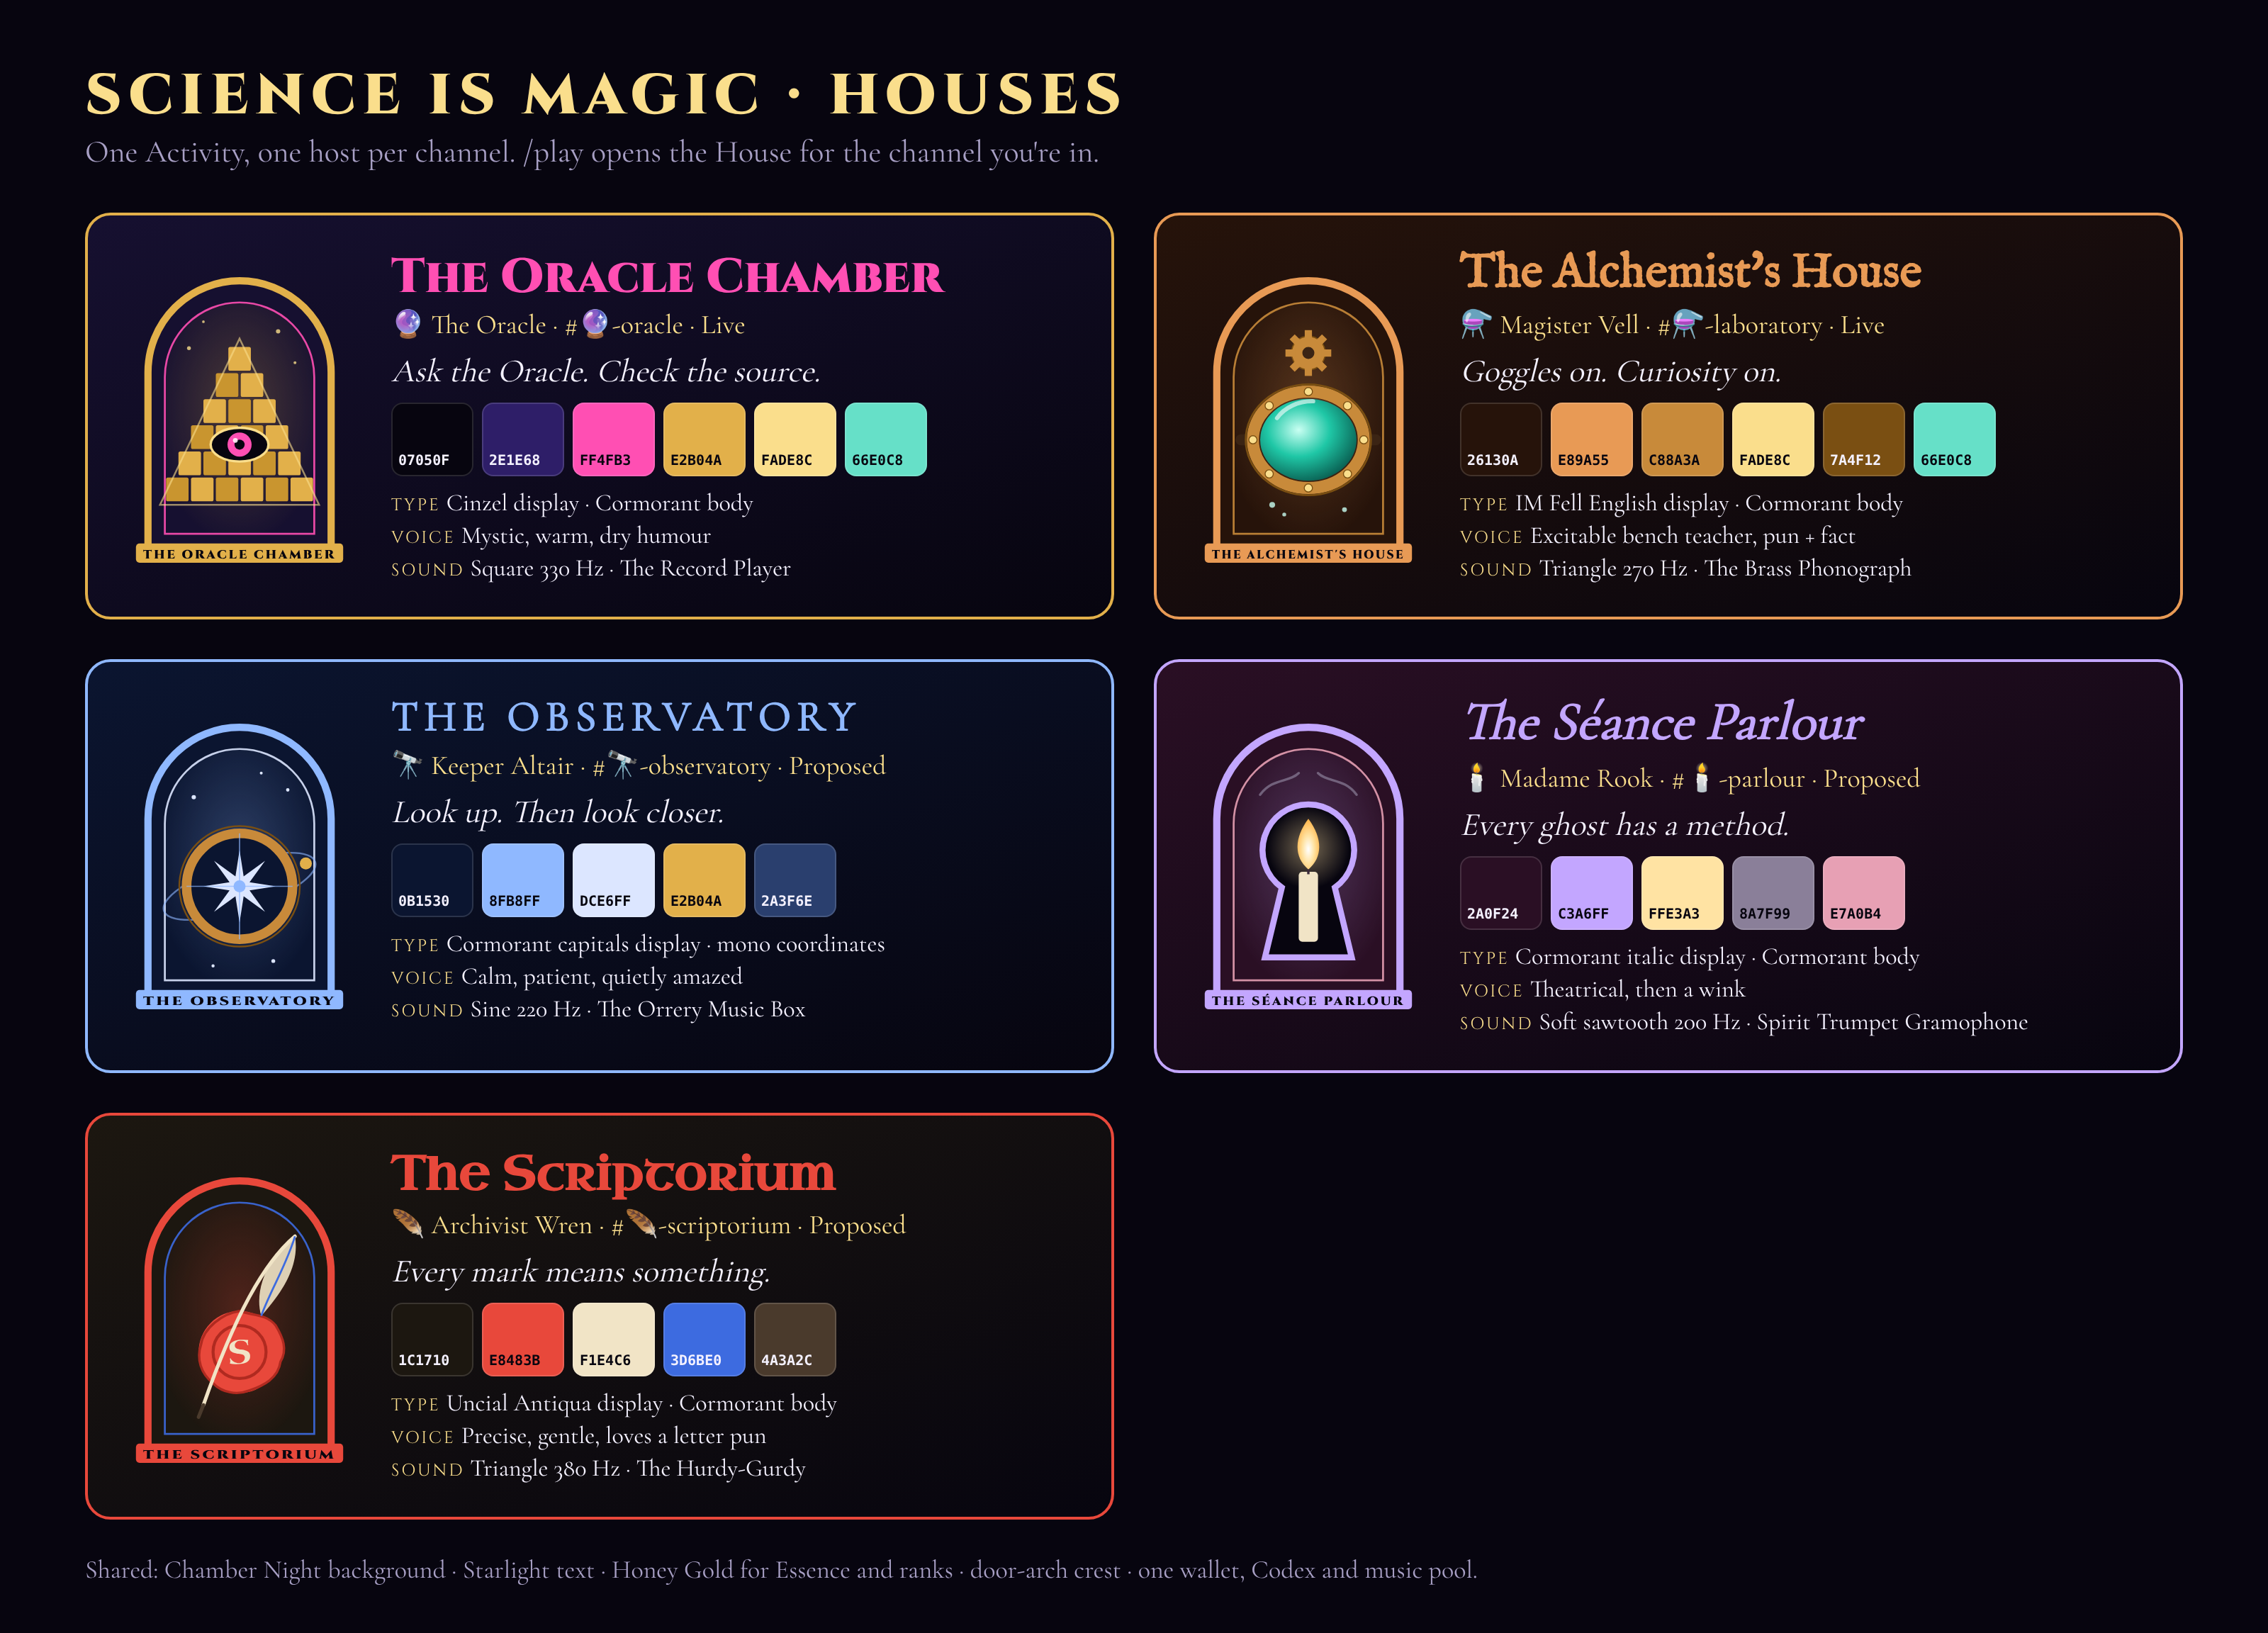 SCIENCE IS MAGIC · HOUSES
One Activity, one host per channel. /play opens the House for the channel you're in.
THE ORACLE CHAMBER
🔮 The Oracle · #🔮-oracle · Live
Ask the Oracle. Check the source.
07050F 2E1E68 FF4FB3 E2B04A FADE8C 66E0C8
TYPE Cinzel display · Cormorant body
VOICE Mystic, warm, dry humour
SOUND Square 330 Hz · The Record Player
THE ORACLE CHAMBER
The Alchemist's House
⚗️ Magister Vell · #⚗️-laboratory · Live
Goggles on. Curiosity on.
26130A E89A55 C88A3A FADE8C 7A4F12 66E0C8
TYPE IM Fell English display · Cormorant body
VOICE Excitable bench teacher, pun + fact
SOUND Triangle 270 Hz · The Brass Phonograph
THE ALCHEMIST'S HOUSE
THE OBSERVATORY
🔭 Keeper Altair · #🔭-observatory · Proposed
Look up. Then look closer.
0B1530 8FB8FF DCE6FF E2B04A 2A3F6E
TYPE Cormorant capitals display · mono coordinates
VOICE Calm, patient, quietly amazed
SOUND Sine 220 Hz · The Orrery Music Box
THE OBSERVATORY
The Séance Parlour
🕯️ Madame Rook · #🕯️-parlour · Proposed
Every ghost has a method.
2A0F24 C3A6FF FFE3A3 8A7F99 E7A0B4
TYPE Cormorant italic display · Cormorant body
VOICE Theatrical, then a wink
SOUND Soft sawtooth 200 Hz · Spirit Trumpet Gramophone
THE SÉANCE PARLOUR
The Scriptorium
🪶 Archivist Wren · #🪶-scriptorium · Proposed
Every mark means something.
1C1710 E8483B F1E4C6 3D6BE0 4A3A2C
TYPE Uncial Antiqua display · Cormorant body
VOICE Precise, gentle, loves a letter pun
SOUND Triangle 380 Hz · The Hurdy-Gurdy
S
THE SCRIPTORIUM
Shared: Chamber Night background · Starlight text · Honey Gold for Essence and ranks · door-arch crest · one wallet, Codex and music pool.